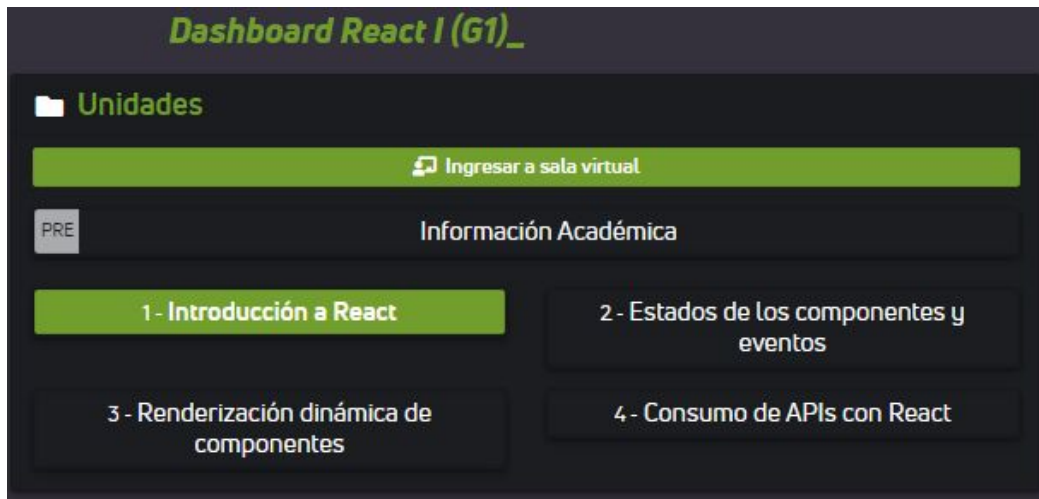 Dashboard React I (G1)_
Unidades
Ingresar a sala virtual
PRE
Información Académica
1 - Introducción a React
2 - Estados de los componentes y
eventos
3 - Renderización dinámica de
componentes
4 - Consumo de APIs con React